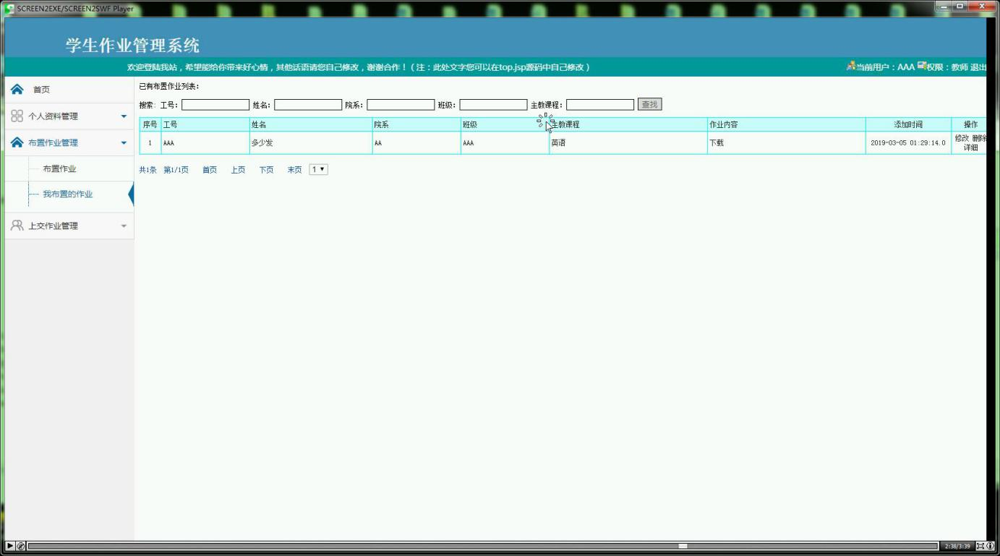 SCREEN2EXE/SCREEN2SWF Player
学生作业管理系统
欢迎登陆我站，希望能给你带来好心情，其他话语请您自己修改，谢谢合作！（注：此处文字您可以在top.jsp源码中自己修改）
当前用户：AAA 权限：教师 退出
首页
个人资料管理
布置作业管理
布置作业
我布置的作业
上交作业管理
已有布置作业列表：
搜索: 工号： 姓名： 院系： 班级： 主教课程： 查找
序号 工号 姓名 院系 班级 主教课程 作业内容 添加时间 操作
1 AAA 多少发 AA AAA 英语 下载 2019-03-05 01:29:14.0 修改 删除
详细
共1条 第1/1页 首页 上页 下页 末页 1
2:38/3:39